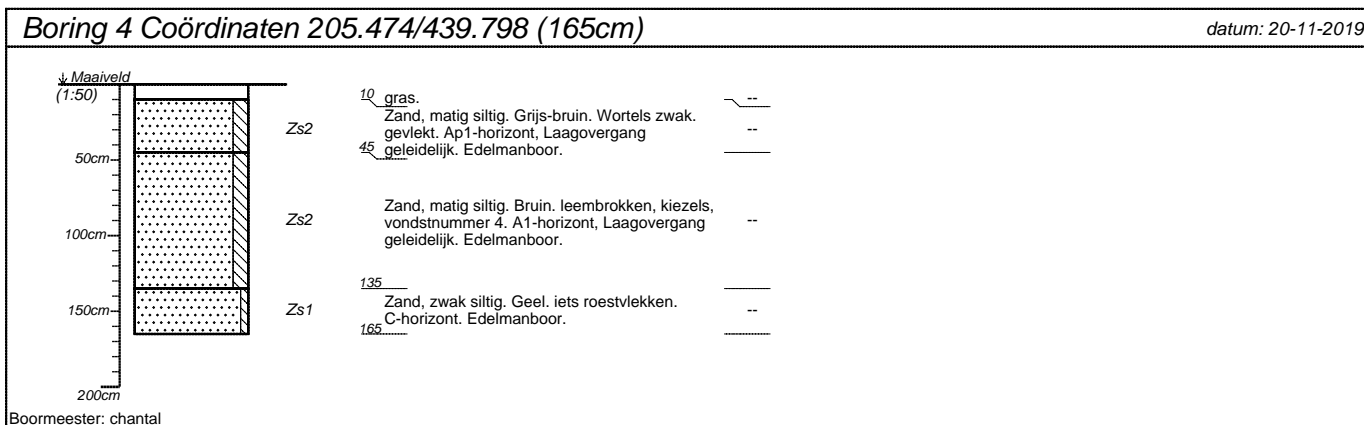 Boring 4 Coördinaten 205.474/439.798 (165cm)
datum: 20-11-2019
Maaiveld
(1:50)
10 gras. --
Zand, matig siltig. Grijs-bruin. Wortels zwak.
Zs2 gevlekt. Ap1-horizont, Laagovergang --
45 geleidelijk. Edelmanboor.
50cm
Zand, matig siltig. Bruin. leembrokken, kiezels,
Zs2 vondstnummer 4. A1-horizont, Laagovergang --
100cm geleidelijk. Edelmanboor.
135
Zand, zwak siltig. Geel. iets roestvlekken.
150cm Zs1 C-horizont. Edelmanboor. --
165
200cm
Boormeester: chantal